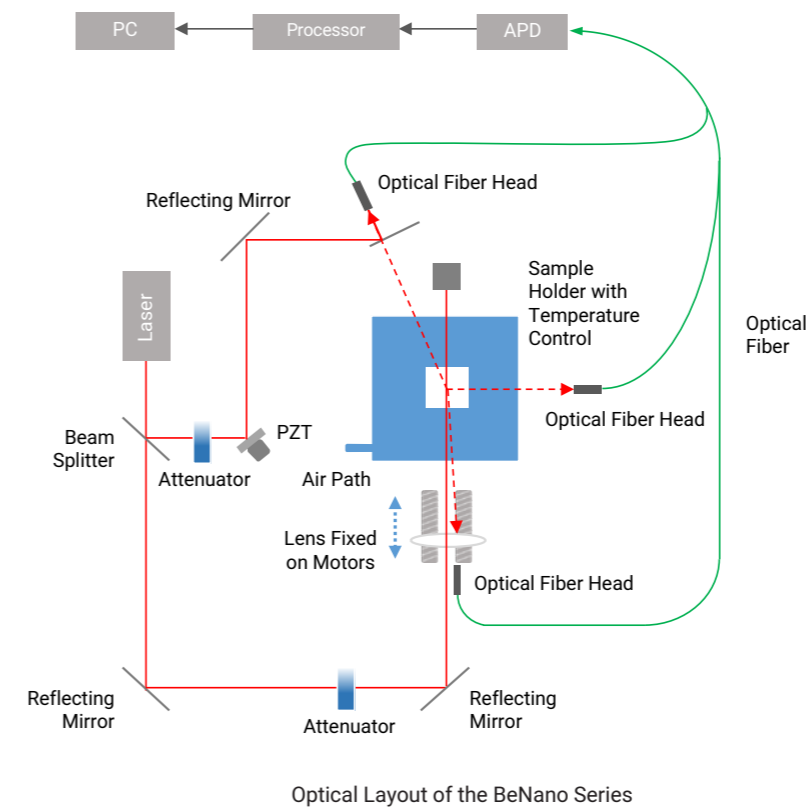 PC
Processor
APD
Optical Fiber Head
Reflecting Mirror
Sample
Holder with
Temperature
Control
Laser
Optical
Fiber
Optical Fiber Head
Beam
Splitter
PZT
Attenuator
Air Path
Lens Fixed
on Motors
Optical Fiber Head
Reflecting
Mirror
Attenuator
Reflecting
Mirror
Optical Layout of the BeNano Series